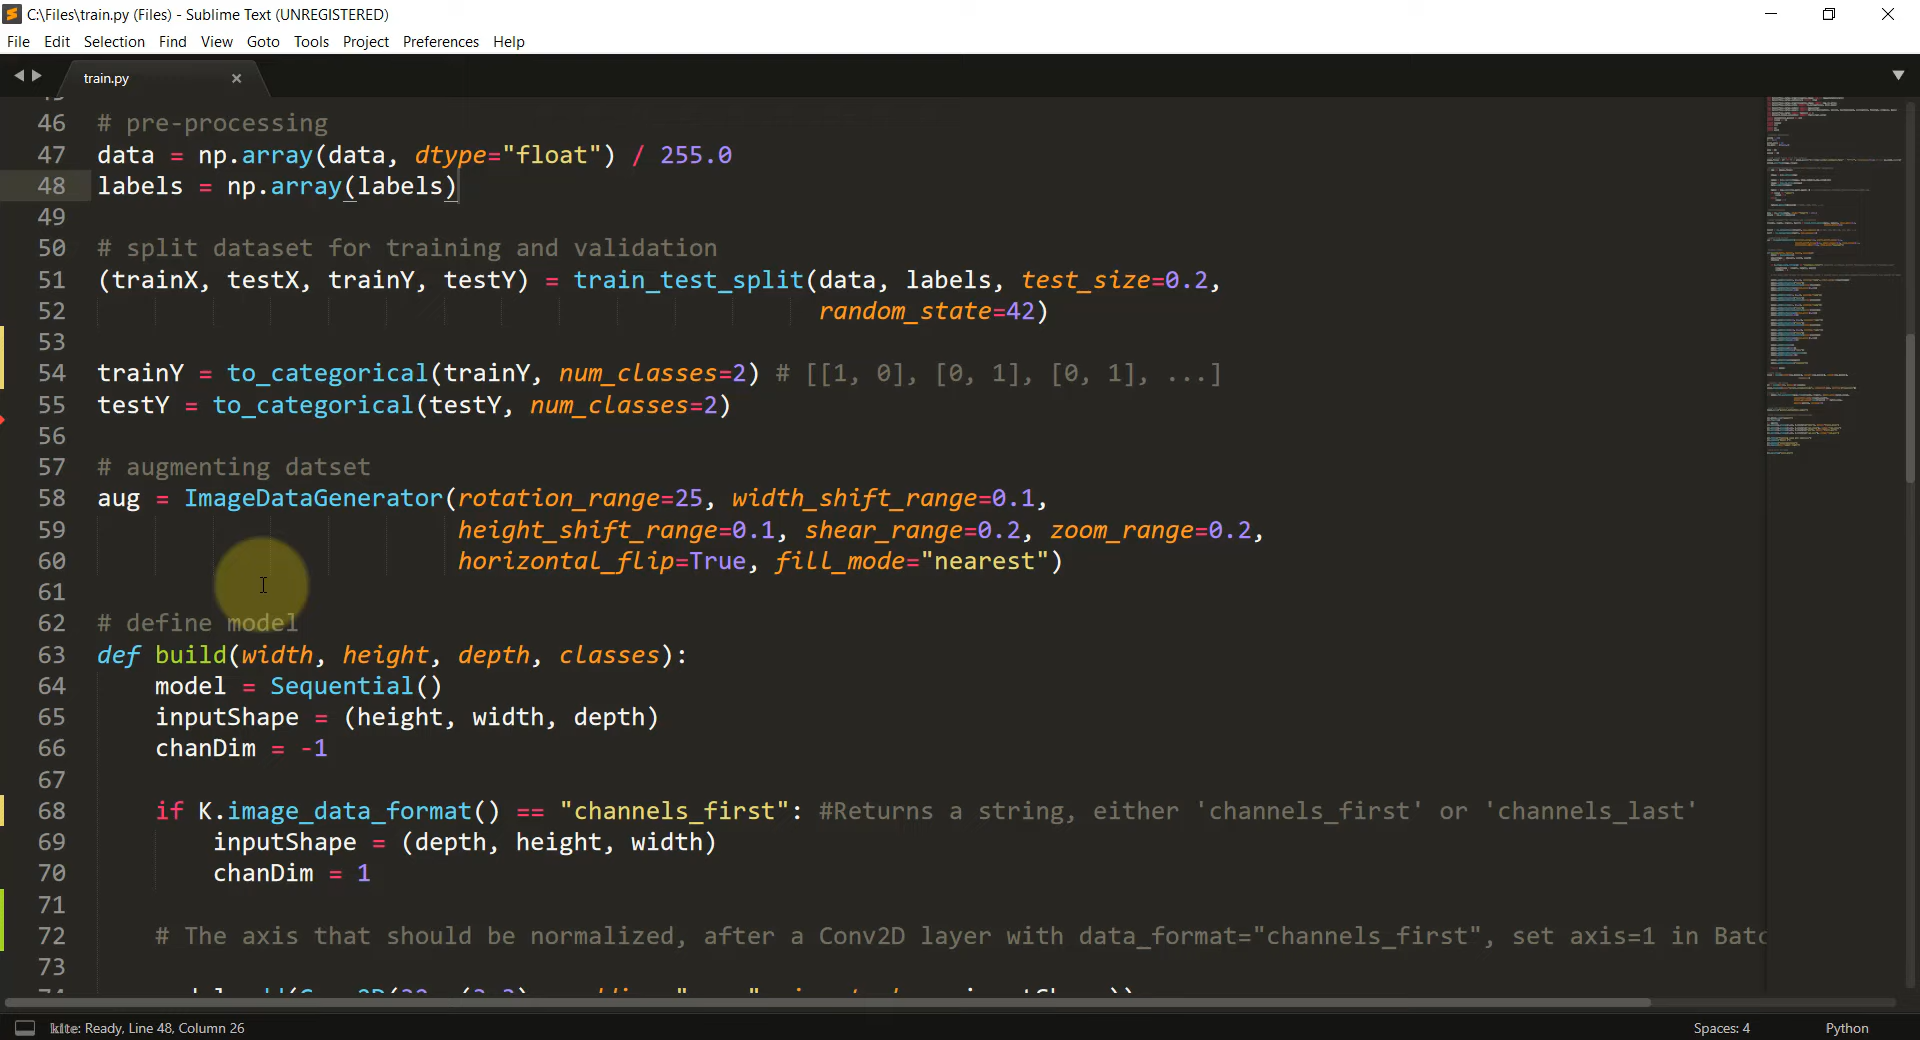 C:\Files\train.py (Files) - Sublime Text (UNREGISTERED)
File Edit Selection Find View Goto Tools Project Preferences Help
train.py
46 # pre-processing
47 data = np.array(data, dtype="float") / 255.0
48 labels = np.array(labels)
49
50 # split dataset for training and validation
51 (trainX, testX, trainY, testY) = train_test_split(data, labels, test_size=0.2,
52 random_state=42)
53
54 trainY = to_categorical(trainY, num_classes=2) # [[1, 0], [0, 1], [0, 1], ...]
55 testY = to_categorical(testY, num_classes=2)
56
57 # augmenting datset
58 aug = ImageDataGenerator(rotation_range=25, width_shift_range=0.1,
59 height_shift_range=0.1, shear_range=0.2, zoom_range=0.2,
60 horizontal_flip=True, fill_mode="nearest")
61
62 # define model
63 def build(width, height, depth, classes):
64 model = Sequential()
65 inputShape = (height, width, depth)
66 chanDim = -1
67
68 if K.image_data_format() == "channels_first": #Returns a string, either 'channels_first' or 'channels_last'
69 inputShape = (depth, height, width)
70 chanDim = 1
71
72 # The axis that should be normalized, after a Conv2D layer with data_format="channels_first", set axis=1 in Batc
73
kite: Ready, Line 48, Column 26
Spaces: 4
Python